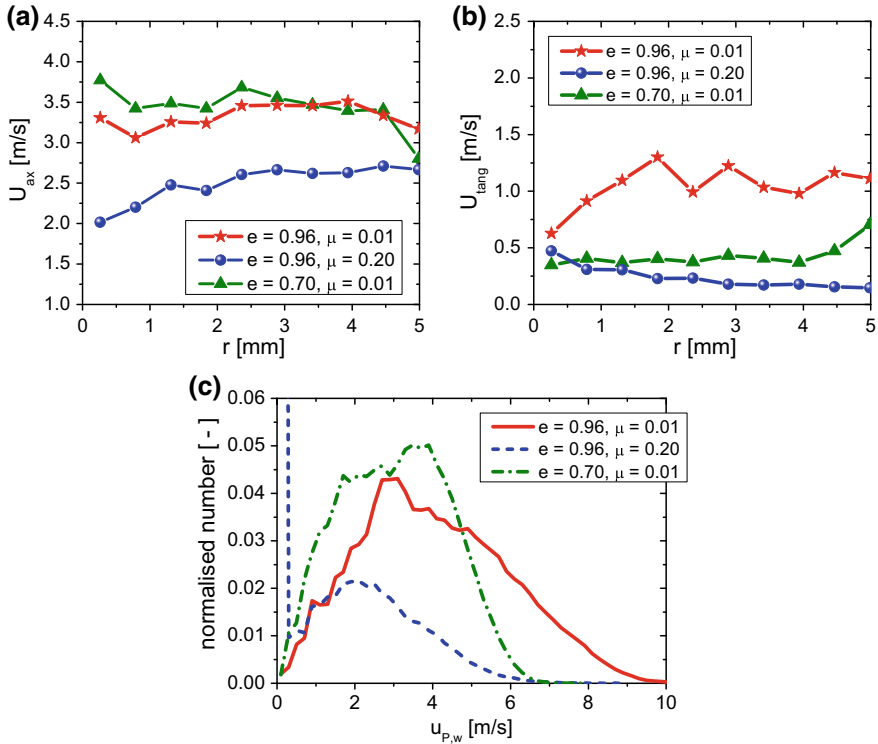 (a)
4.5
4.0
3.5
3.0
2.5
2.0
1.5
1.0
U_ax [m/s]
e = 0.96, μ = 0.01
e = 0.96, μ = 0.20
e = 0.70, μ = 0.01
0 1 2 3 4 5
r [mm]
(b)
2.5
2.0
1.5
1.0
0.5
0.0
U_tang [m/s]
e = 0.96, μ = 0.01
e = 0.96, μ = 0.20
e = 0.70, μ = 0.01
0 1 2 3 4 5
r [mm]
(c)
0.06
0.05
0.04
0.03
0.02
0.01
0.00
normalised number [ - ]
e = 0.96, μ = 0.01
e = 0.96, μ = 0.20
e = 0.70, μ = 0.01
0 2 4 6 8 10
u_P,w [m/s]